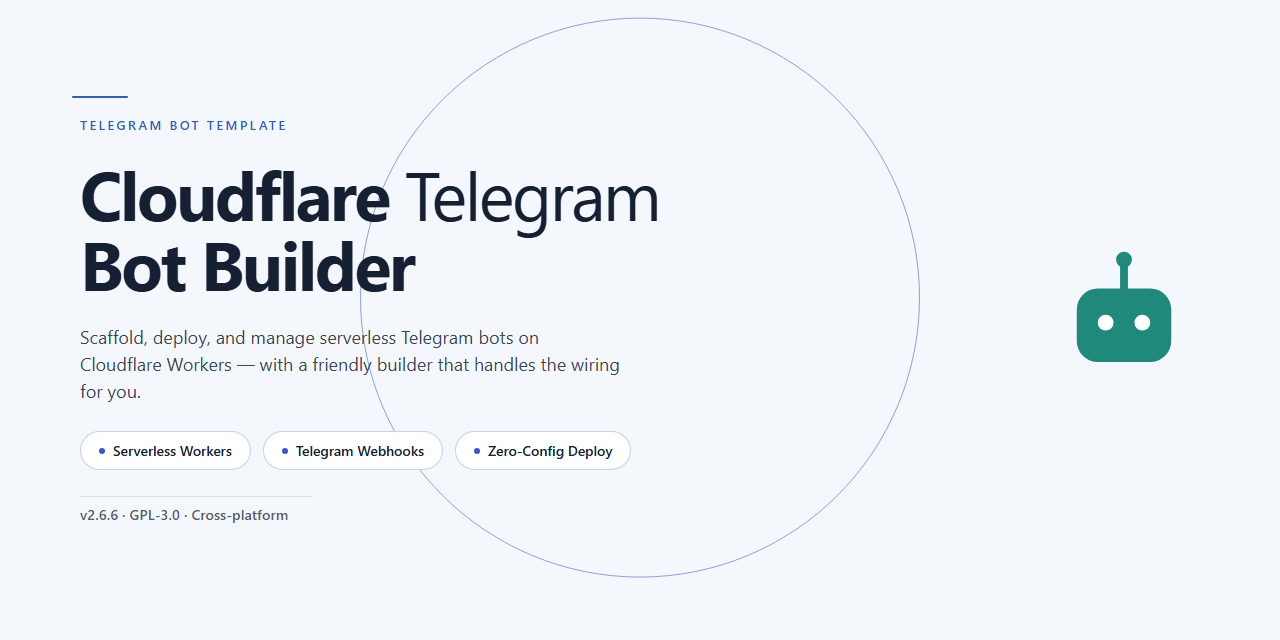 TELEGRAM BOT TEMPLATE
Cloudflare Telegram
Bot Builder
Scaffold, deploy, and manage serverless Telegram bots on
Cloudflare Workers — with a friendly builder that handles the wiring
for you.
Serverless Workers
Telegram Webhooks
Zero-Config Deploy
v2.6.6 · GPL-3.0 · Cross-platform